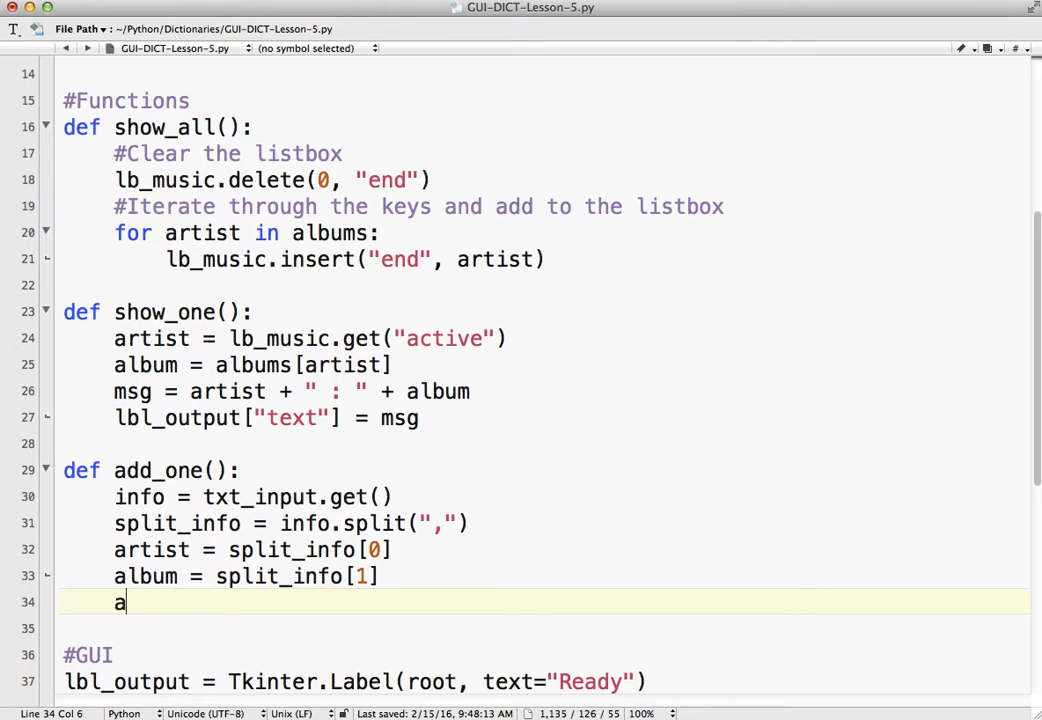 GUI-DICT-Lesson-5.py
File Path ▾ : ~/Python/Dictionaries/GUI-DICT-Lesson-5.py
GUI-DICT-Lesson-5.py (no symbol selected) #
14
15 #Functions
16 def show_all():
17     #Clear the listbox
18     lb_music.delete(0, "end")
19     #Iterate through the keys and add to the listbox
20     for artist in albums:
21         lb_music.insert("end", artist)
22
23 def show_one():
24     artist = lb_music.get("active")
25     album = albums[artist]
26     msg = artist + " : " + album
27     lbl_output["text"] = msg
28
29 def add_one():
30     info = txt_input.get()
31     split_info = info.split(",")
32     artist = split_info[0]
33     album = split_info[1]
34     a
35
36 #GUI
37 lbl_output = Tkinter.Label(root, text="Ready")
Line 34 Col 6 Python Unicode (UTF-8) Unix (LF) Last saved: 2/15/16, 9:48:13 AM 1,135 / 126 / 55 100%